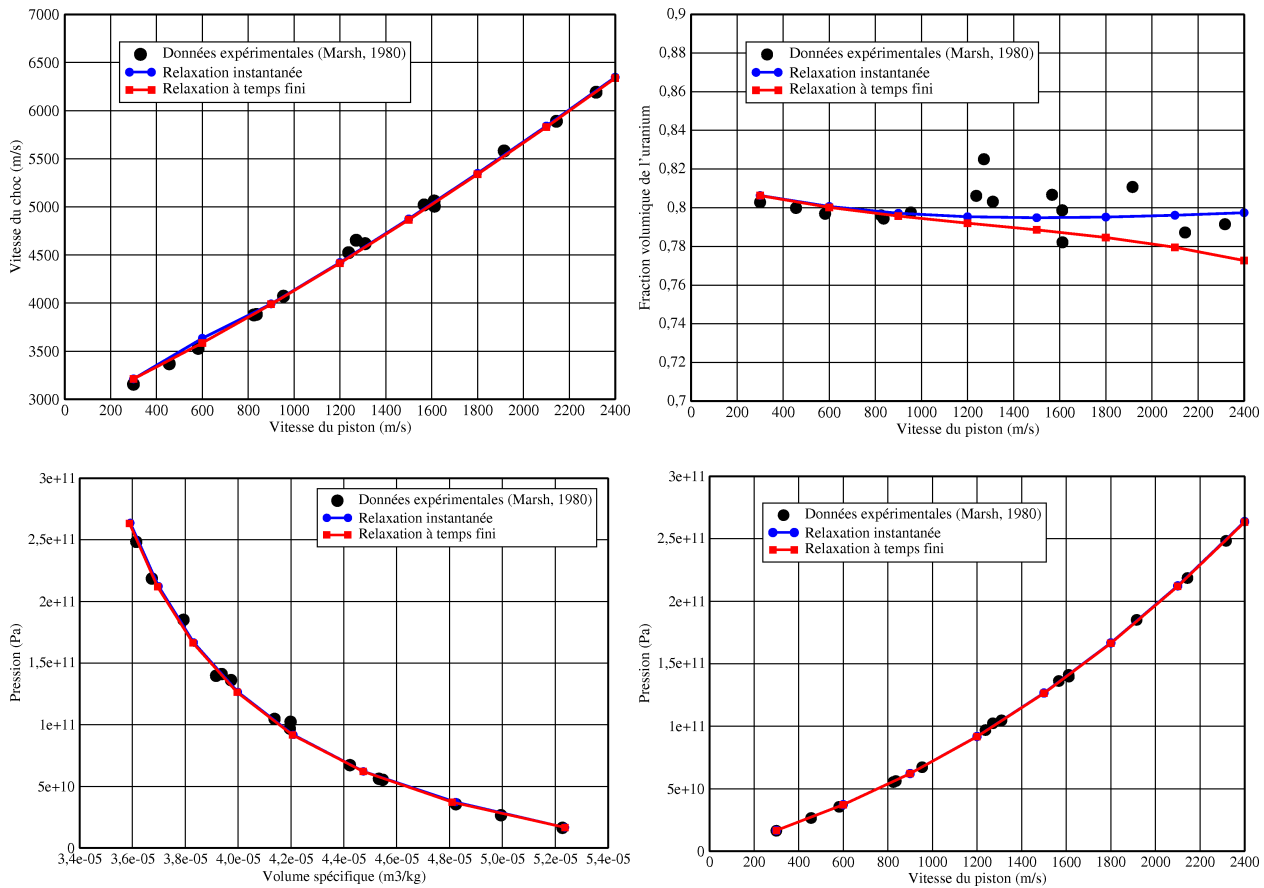 7000
6500
6000
5500
5000
4500
4000
3500
3000
Vitesse du choc (m/s)
Données expérimentales (Marsh, 1980)
Relaxation instantanée
Relaxation à temps fini
0 200 400 600 800 1000 1200 1400 1600 1800 2000 2200 2400
Vitesse du piston (m/s)
0,9
0,88
0,86
0,84
0,82
0,8
0,78
0,76
0,74
0,72
0,7
Fraction volumique de l'uranium
Données expérimentales (Marsh, 1980)
Relaxation instantanée
Relaxation à temps fini
0 200 400 600 800 1000 1200 1400 1600 1800 2000 2200 2400
Vitesse du piston (m/s)
3e+11
2,5e+11
2e+11
1,5e+11
1e+11
5e+10
0
Pression (Pa)
Données expérimentales (Marsh, 1980)
Relaxation instantanée
Relaxation à temps fini
3,4e-05 3,6e-05 3,8e-05 4,0e-05 4,2e-05 4,4e-05 4,6e-05 4,8e-05 5,0e-05 5,2e-05 5,4e-05
Volume spécifique (m3/kg)
3e+11
2,5e+11
2e+11
1,5e+11
1e+11
5e+10
0
Pression (Pa)
Données expérimentales (Marsh, 1980)
Relaxation instantanée
Relaxation à temps fini
0 200 400 600 800 1000 1200 1400 1600 1800 2000 2200 2400
Vitesse du piston (m/s)